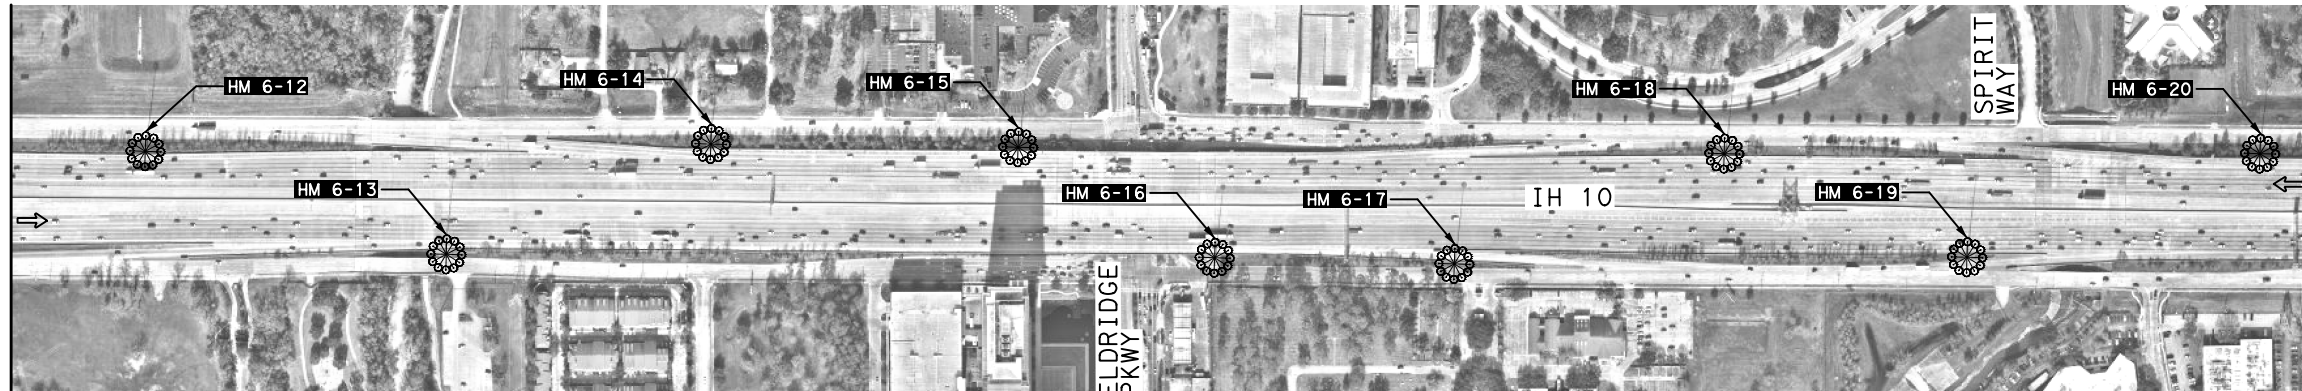 HM 6-12
HM 6-14
HM 6-15
HM 6-18
SPIRIT
WAY
HM 6-20
HM 6-13
HM 6-16
HM 6-17
IH 10
HM 6-19
ELDRIDGE
PKWY